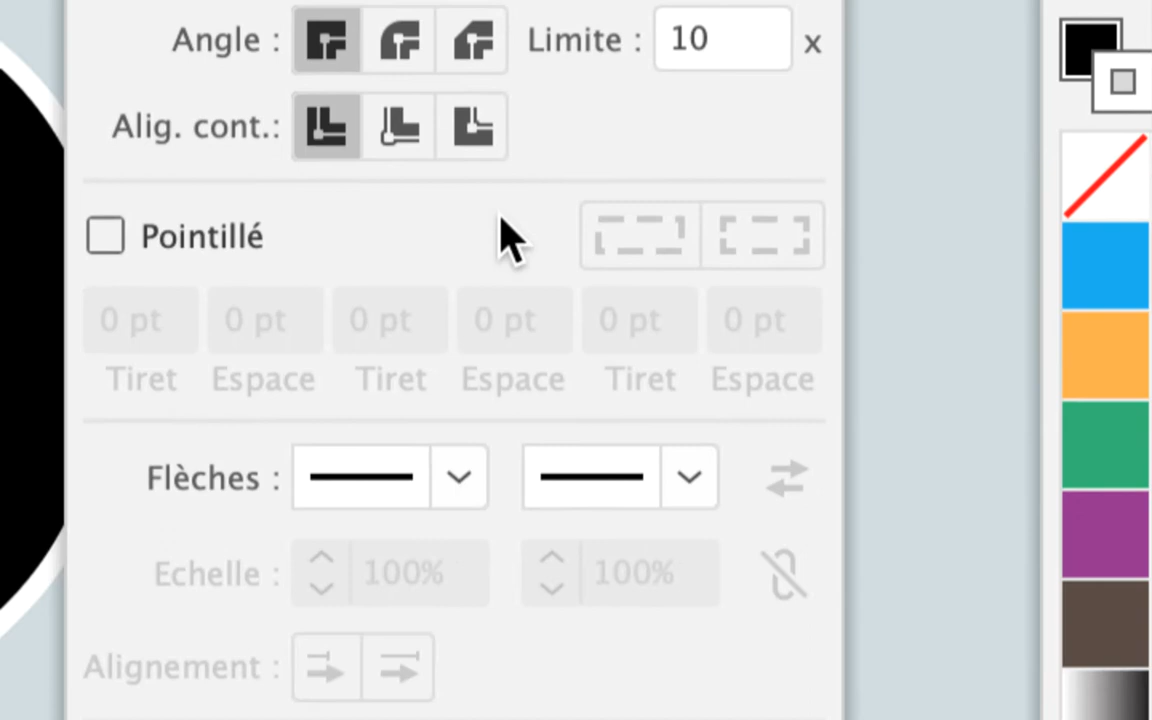 Angle : Limite : 10 x
Alig. cont.:
Pointillé
0 pt 0 pt 0 pt 0 pt 0 pt 0 pt
Tiret Espace Tiret Espace Tiret Espace
Flèches :
Echelle : 100% 100%
Alignement :